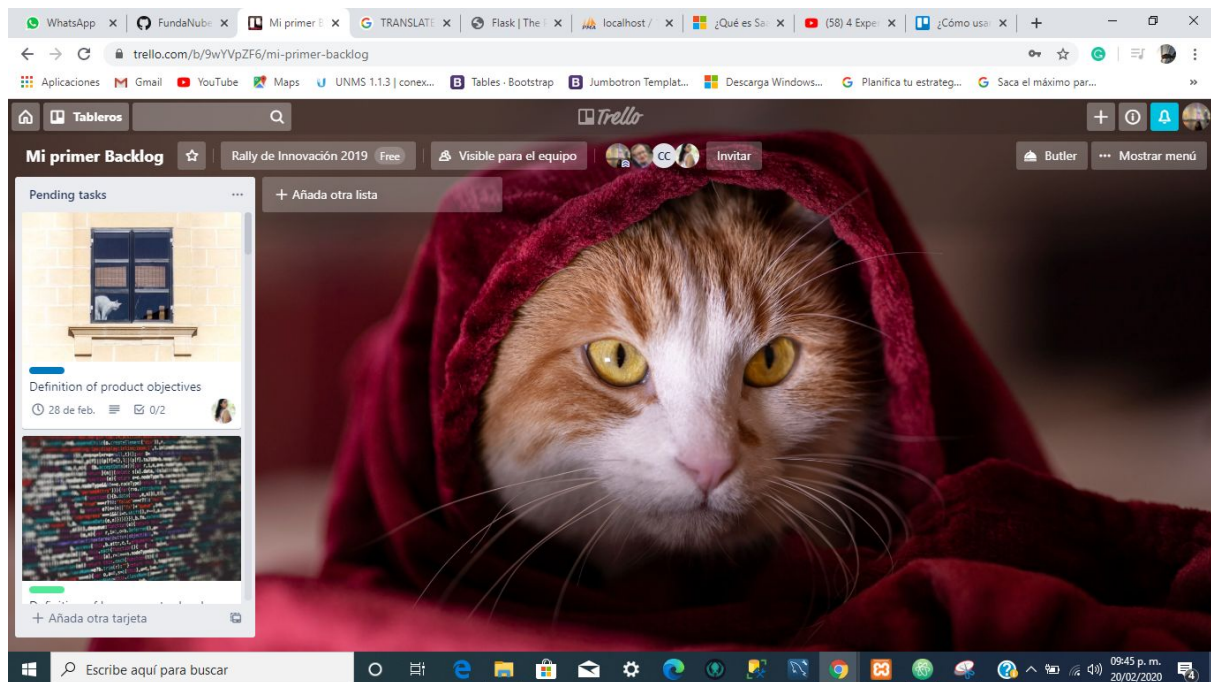 WhatsApp
FundaNube
Mi primer B
TRANSLATE
Flask | The
localhost /
¿Qué es Sa
(58) 4 Exper
¿Cómo usa
trello.com/b/9wYVpZF6/mi-primer-backlog
Aplicaciones
Gmail
YouTube
Maps
UNMS 1.1.3 | conex...
Tables · Bootstrap
Jumbotron Templat...
Descarga Windows...
Planifica tu estrateg...
Saca el máximo par...
Tableros
Trello
Mi primer Backlog
Rally de Innovación 2019 Free
Visible para el equipo
CC
Invitar
Butler
Mostrar menú
Pending tasks
+ Añada otra lista
Definition of product objectives
28 de feb.
0/2
+ Añada otra tarjeta
Escribe aquí para buscar
09:45 p. m.
20/02/2020
4